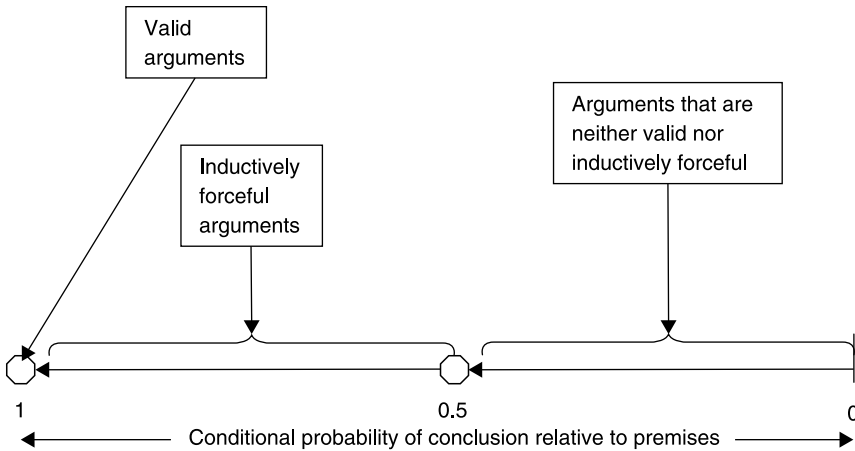 Valid
arguments
Arguments that are
neither valid nor
inductively forceful
Inductively
forceful
arguments
1
0.5
0
Conditional probability of conclusion relative to premises